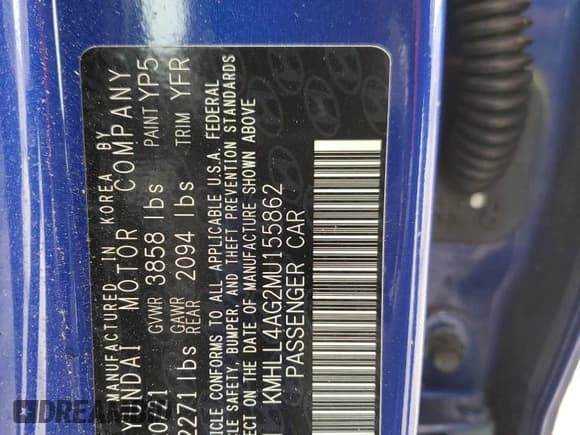 MANUFACTURED IN KOREA BY
HYUNDAI MOTOR COMPANY
GVWR 3858 lbs PAINT YP5
2271 lbs GAWR REAR 2094 lbs TRIM YFR
VEHICLE CONFORMS TO ALL APPLICABLE U.S.A. FEDERAL
VEHICLE SAFETY, BUMPER, AND THEFT PREVENTION STANDARDS
EFFECT ON THE DATE OF MANUFACTURE SHOWN ABOVE
KMHLL4AG2MU155862
PASSENGER CAR
DREAMBID